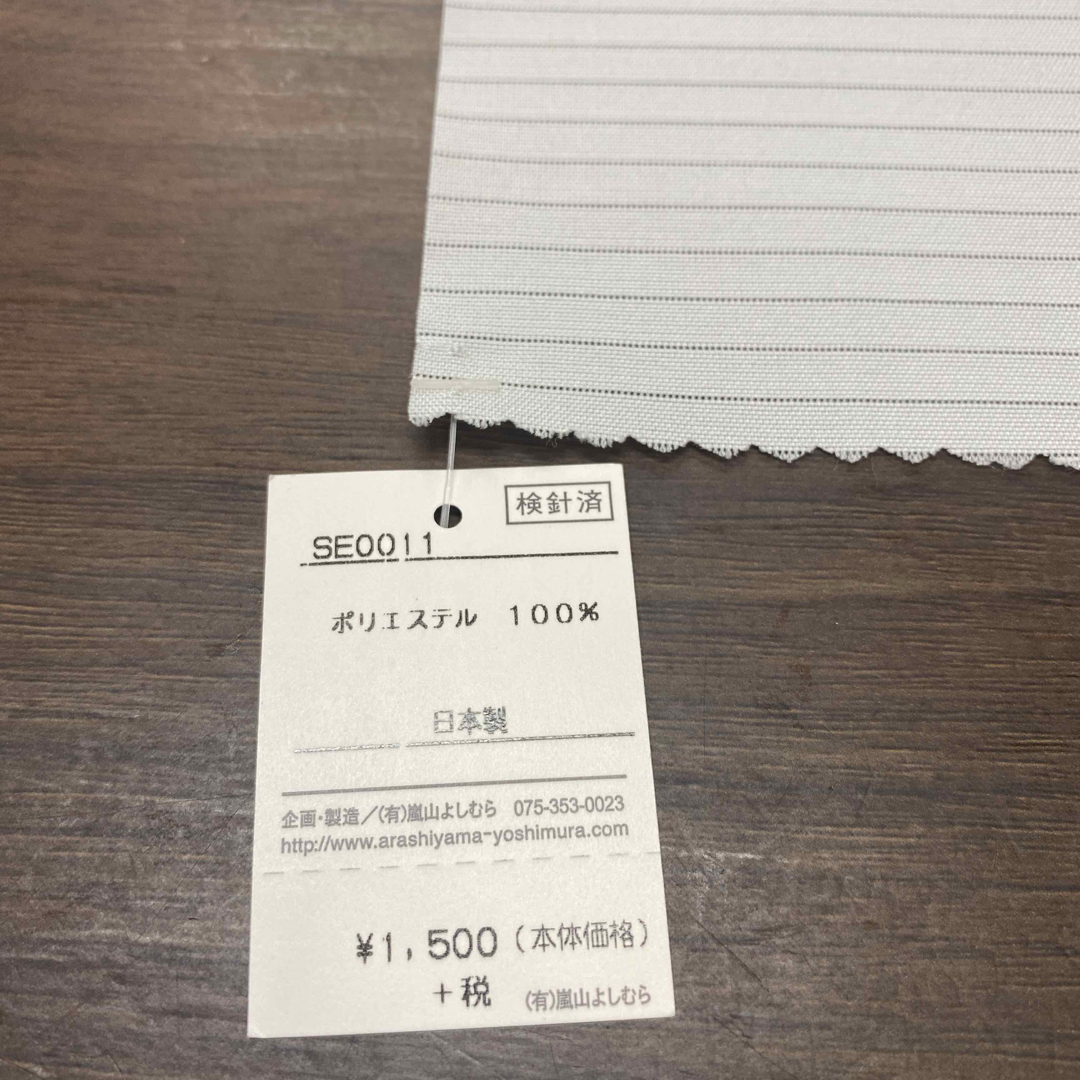 検針済
SE0011
ポリエステル 100%
日本製
企画・製造/(有)嵐山よしむら 075-353-0023
http://www.arashiyama-yoshimura.com
¥1,500(本体価格)
+税 (有)嵐山よしむら